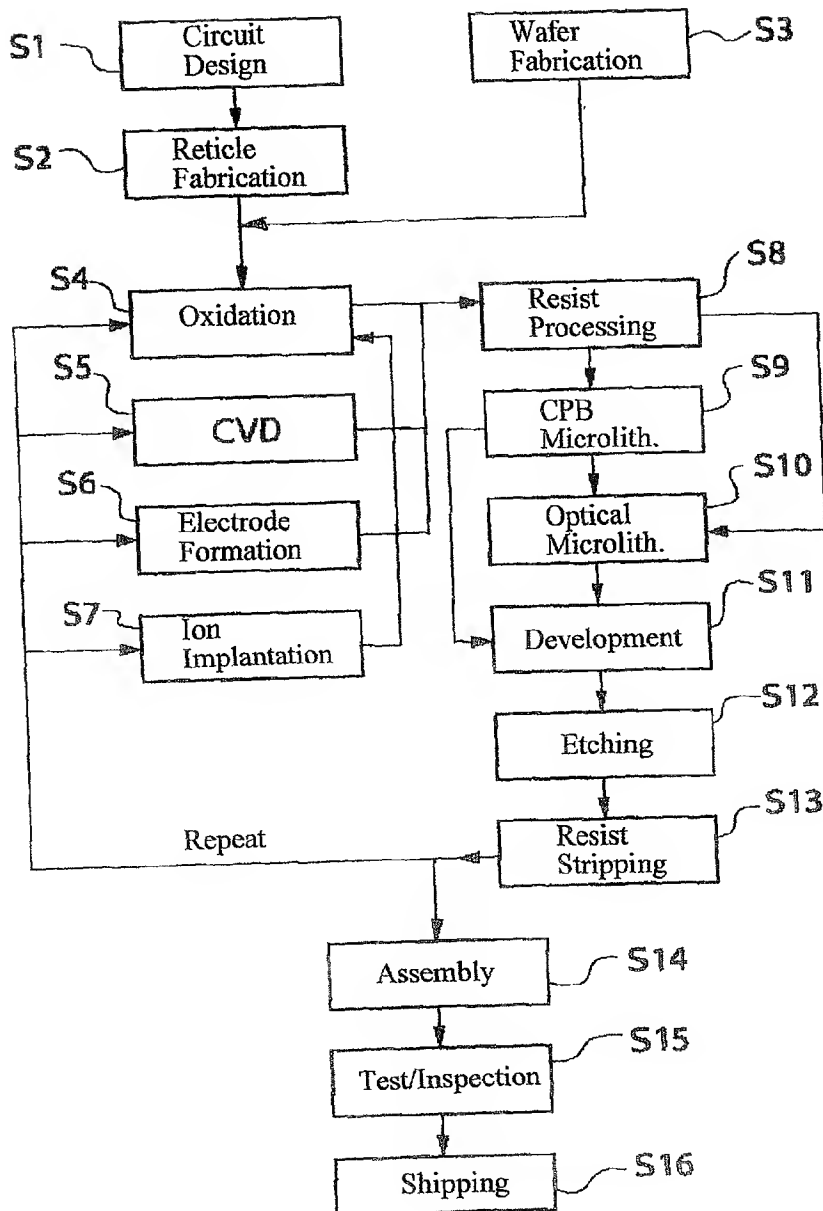 S1
Circuit
Design
Wafer
Fabrication
S3
S2
Reticle
Fabrication
S4
Oxidation
S8
Resist
Processing
S5
CVD
S9
CPB
Microlith.
S6
Electrode
Formation
S10
Optical
Microlith.
S7
Ion
Implantation
S11
Development
S12
Etching
S13
Resist
Stripping
Repeat
Assembly
S14
Test/Inspection
S15
Shipping
S16